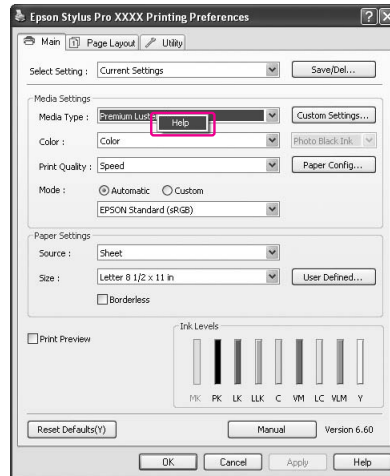 Epson Stylus Pro XXXX Printing Preferences
Main Page Layout Utility
Select Setting : Current Settings Save/Del...
Media Settings
Media Type : Premium Lust Custom Settings...
Help
Color : Color Photo Black Ink
Print Quality : Speed Paper Config...
Mode : Automatic Custom
EPSON Standard (sRGB)
Paper Settings
Source : Sheet
Size : Letter 8 1/2 x 11 in User Defined...
Borderless
Print Preview
Ink Levels
MK PK LK LLK C VM LC VLM Y
Reset Defaults(Y) Manual Version 6.60
OK Cancel Apply Help